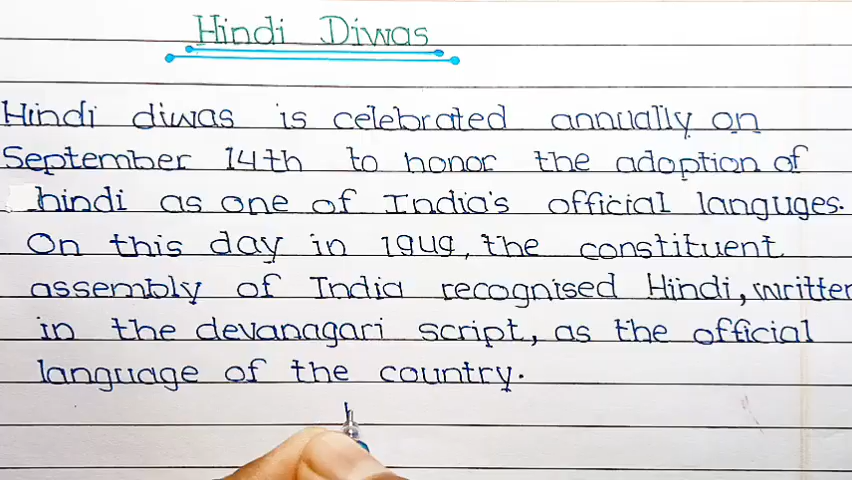 Hindi Diwas
Hindi diwas is celebrated annually on
September 14th to honor the adoption of
hindi as one of India's official languges.
On this day in 1949, the constituent
assembly of India recognised Hindi, written
in the devanagari script, as the official
language of the country.